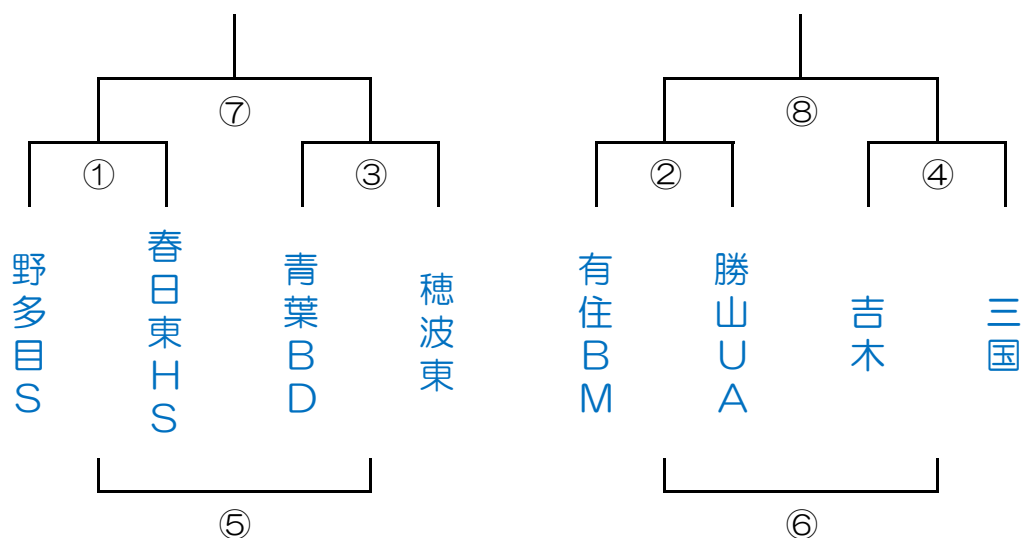 ⑦
⑧
①
③
②
④
野多目S
春日東HS
青葉BD
穂波東
有住BM
勝山UA
吉木
三国
⑤
⑥